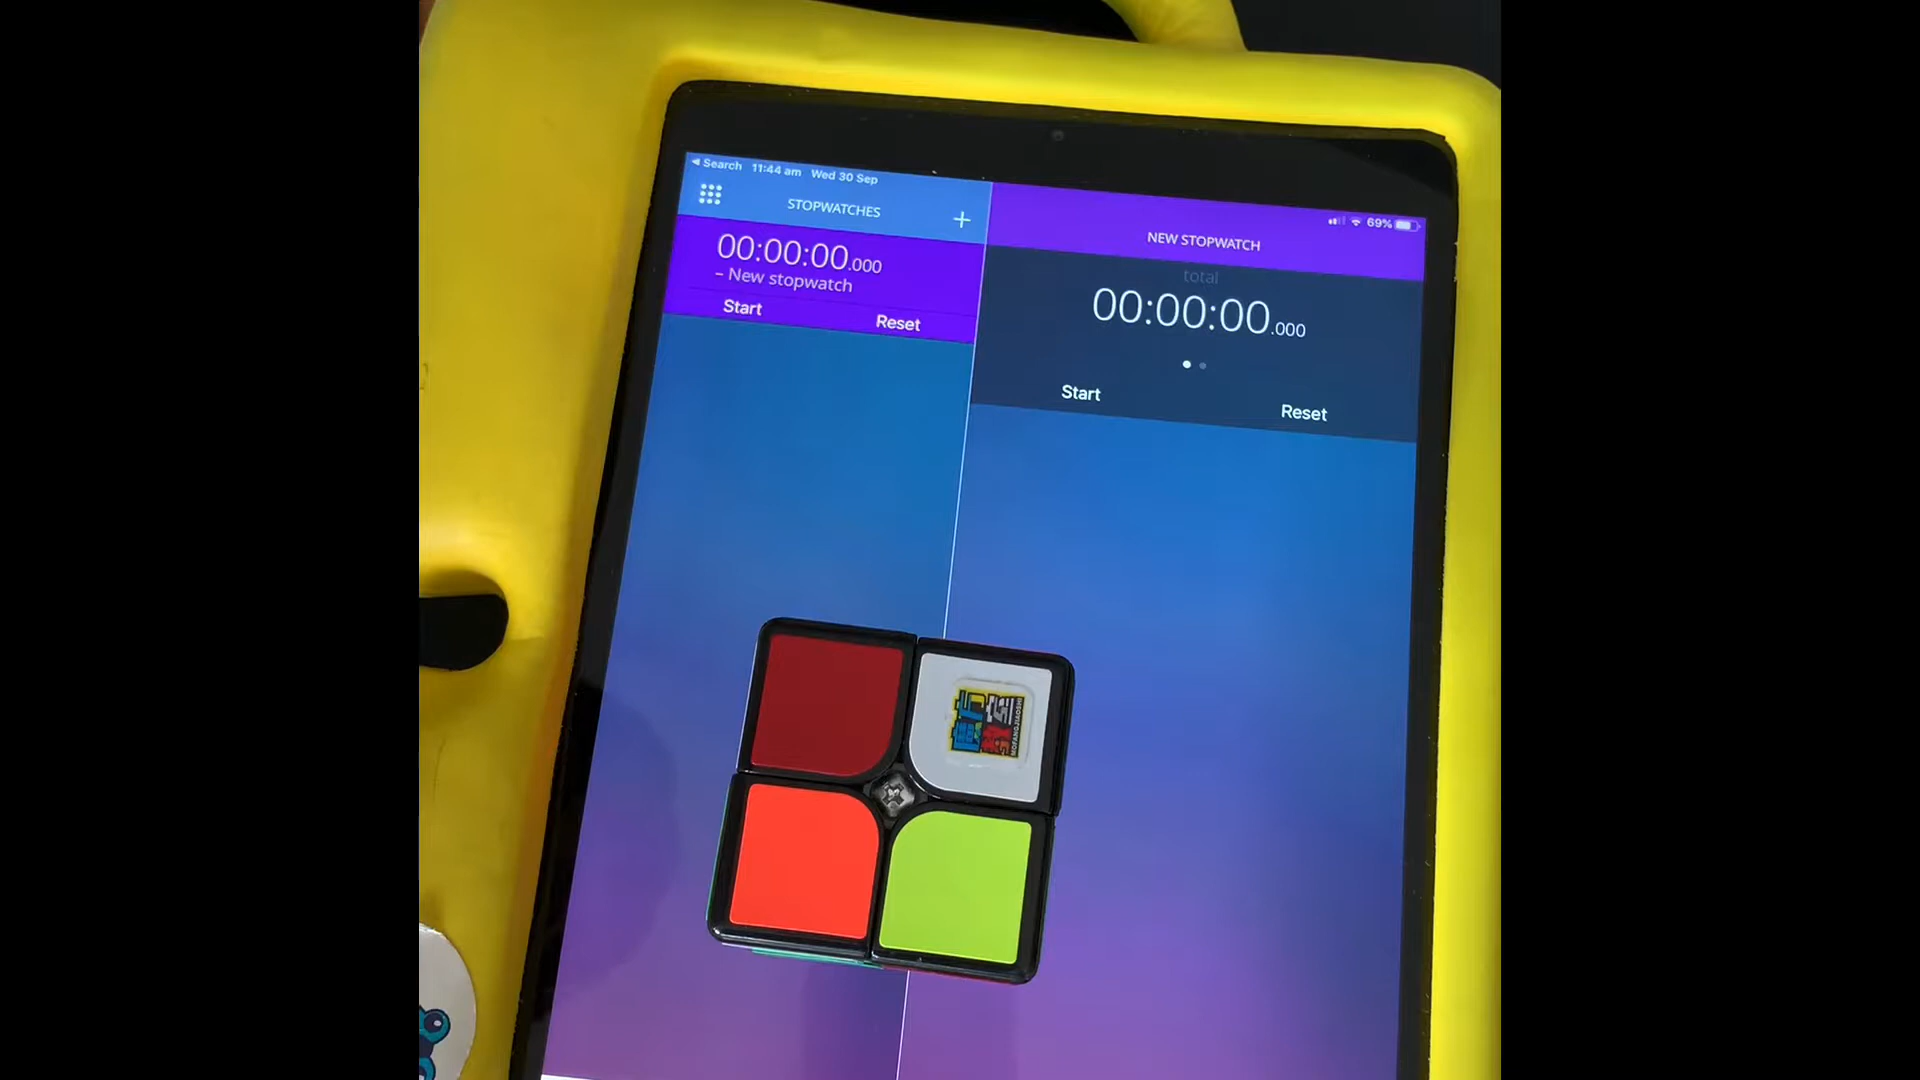 ◀ Search 11:44 am Wed 30 Sep
69%
STOPWATCHES
+
NEW STOPWATCH
00:00:00.000
– New stopwatch
Start
Reset
total
00:00:00.000
Start
Reset
MOFANGJIAOSHI